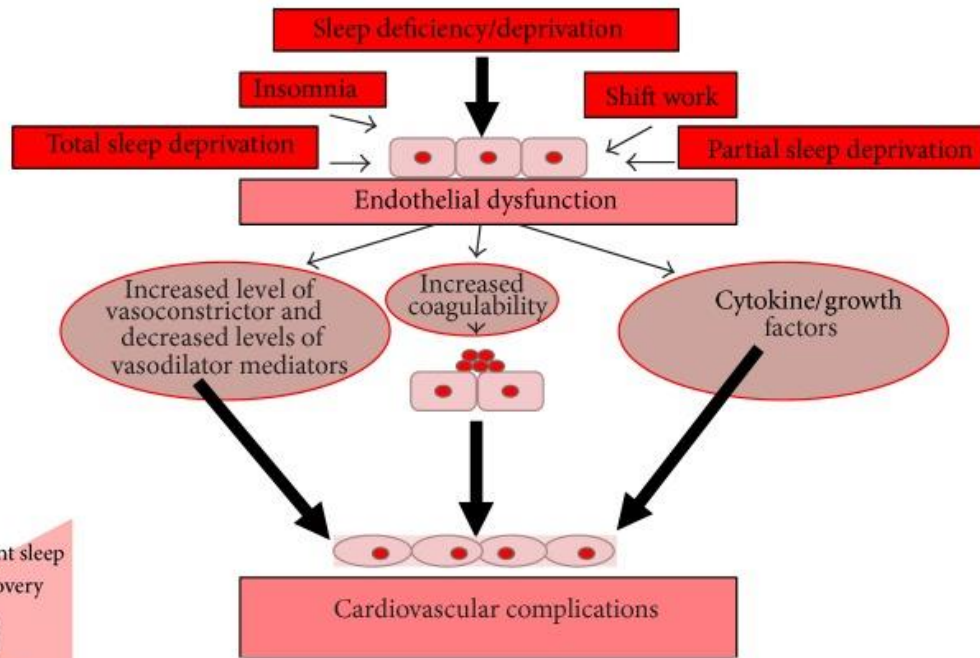 Sleep deficiency/deprivation
Insomnia
Shift work
Total sleep deprivation
Partial sleep deprivation
Endothelial dysfunction
Increased level of
vasoconstrictor and
decreased levels of
vasodilator mediators
Increased
coagulability
Cytokine/growth
factors
sleep
Cardiovascular complications